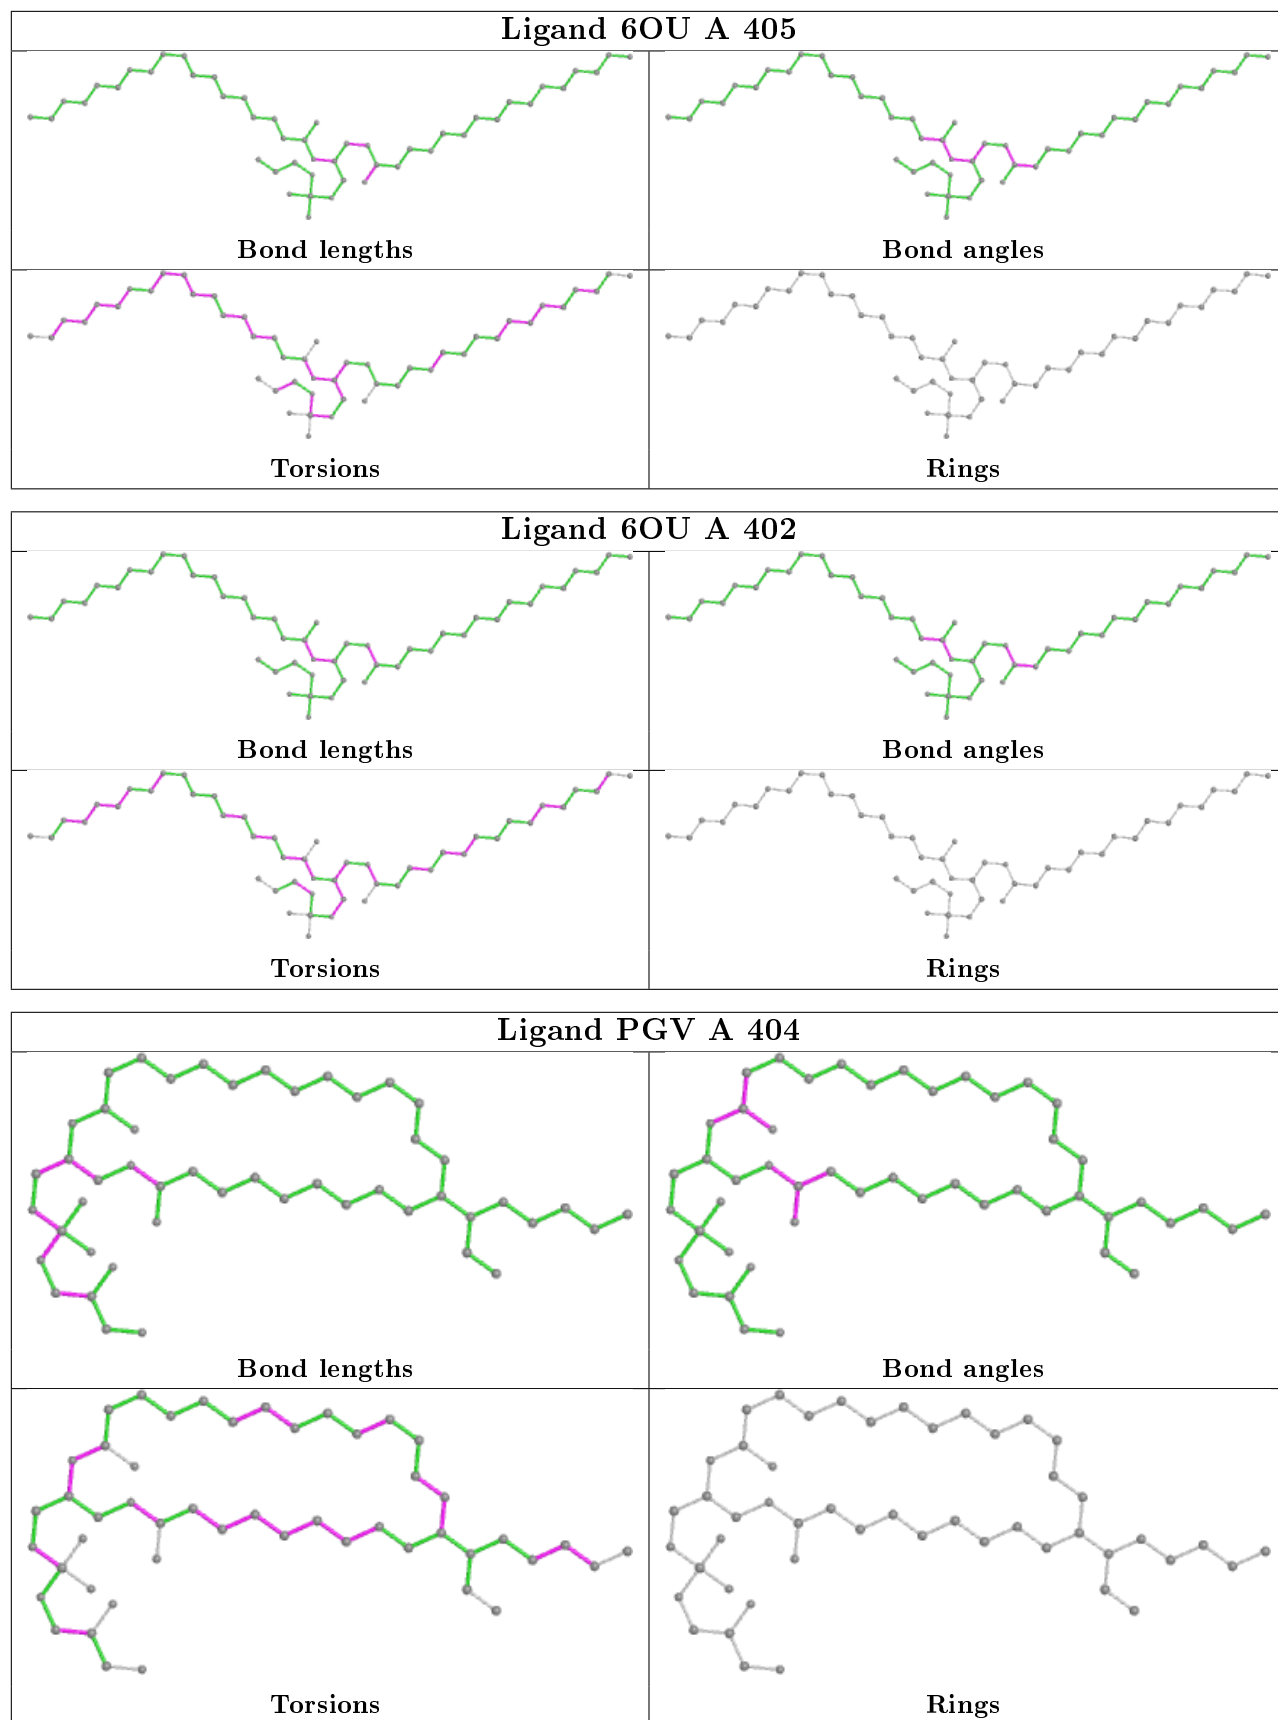 Ligand 6OU A 405
Bond lengths
Bond angles
Torsions
Rings
Ligand 6OU A 402
Bond lengths
Bond angles
Torsions
Rings
Ligand PGV A 404
Bond lengths
Bond angles
Torsions
Rings